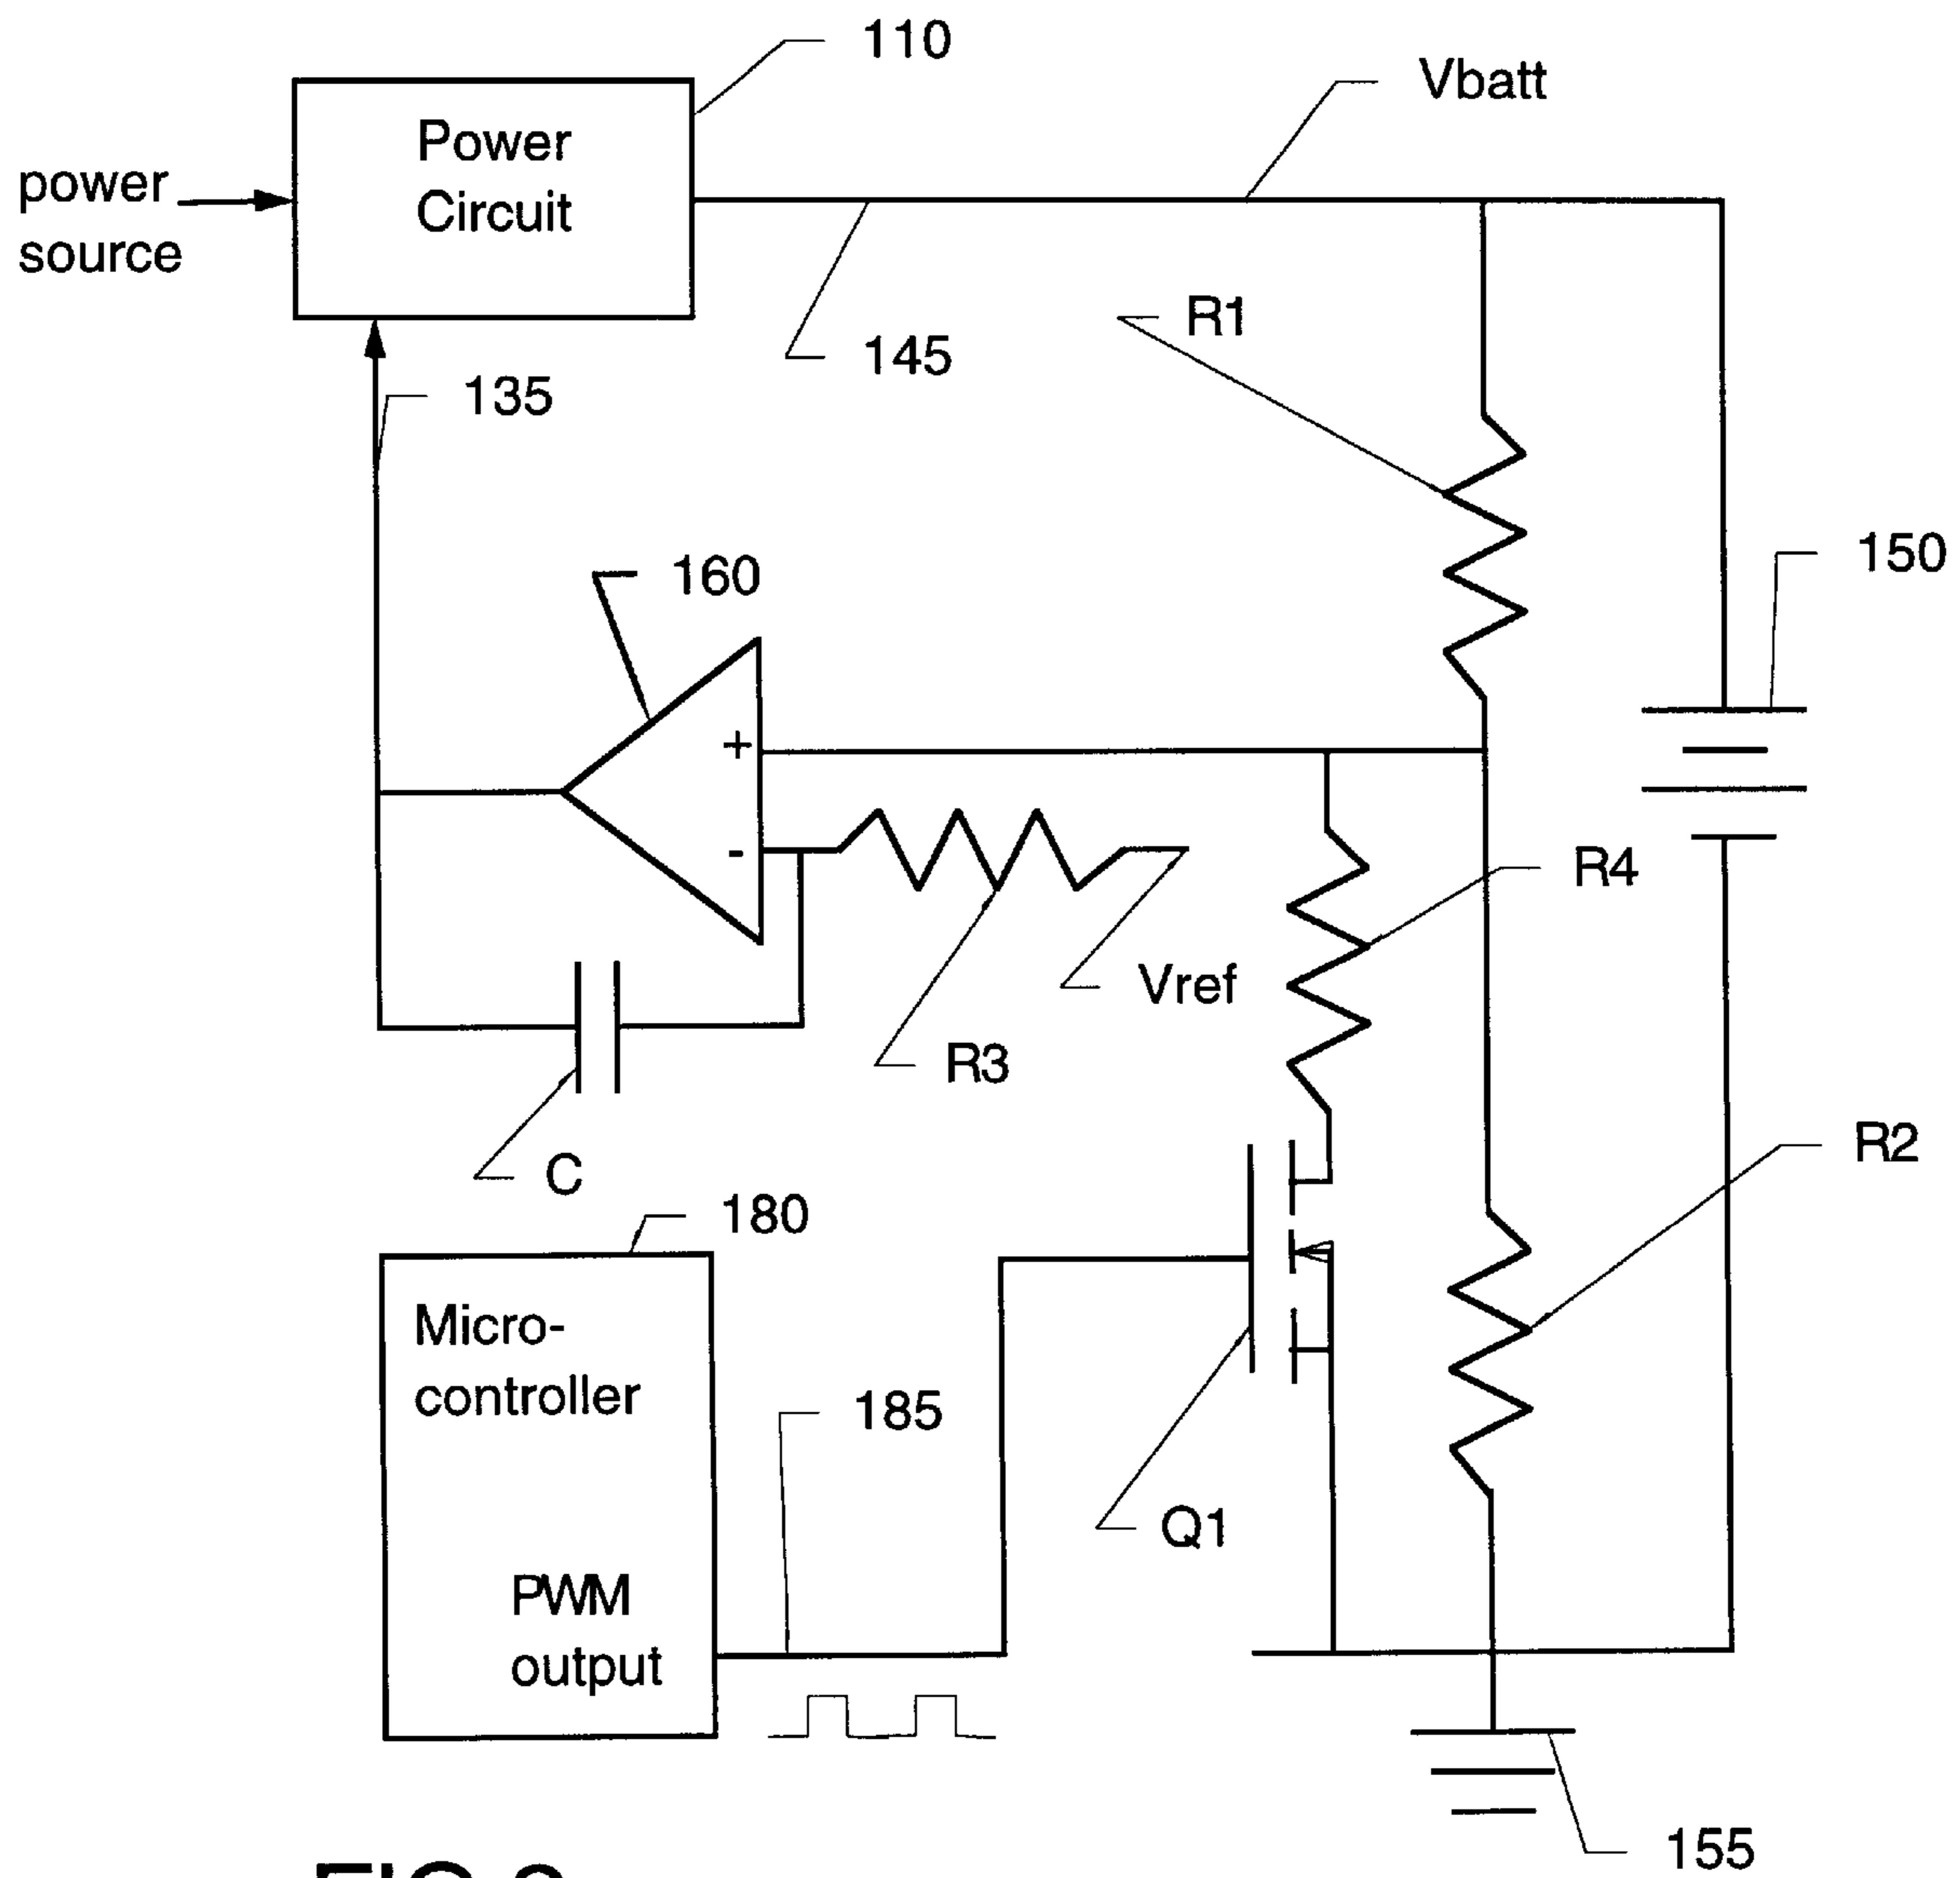 110
Vbatt
Power
Circuit
power
source
R1
145
135
150
160
+
-
R4
Vref
R3
R2
C
180
Micro-
controller
185
Q1
PWM
output
155